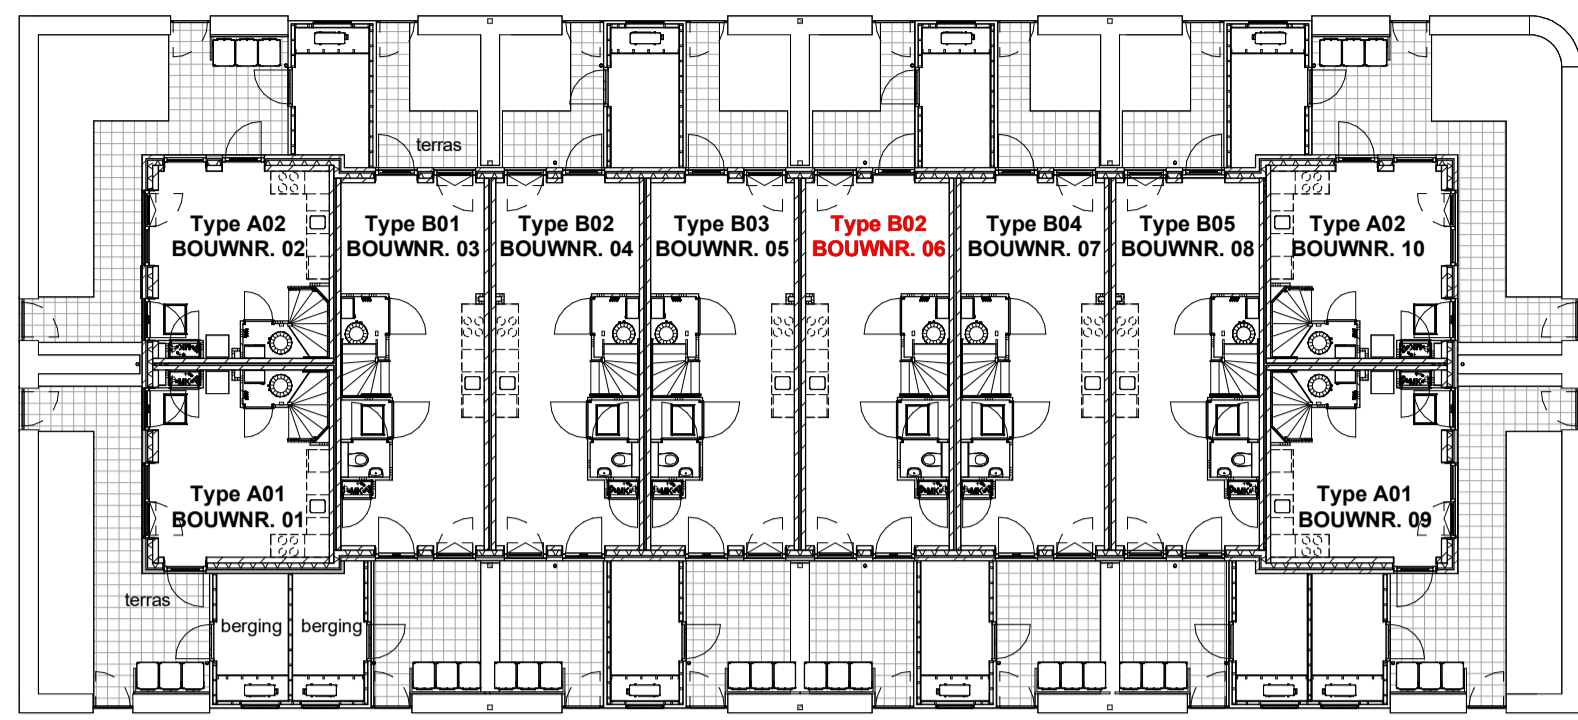 terras
Type A02
BOUWNR. 02
Type B01
BOUWNR. 03
Type B02
BOUWNR. 04
Type B03
BOUWNR. 05
Type B02
BOUWNR. 06
Type B04
BOUWNR. 07
Type B05
BOUWNR. 08
Type A02
BOUWNR. 10
Type A01
BOUWNR. 01
Type A01
BOUWNR. 09
terras
berging
berging